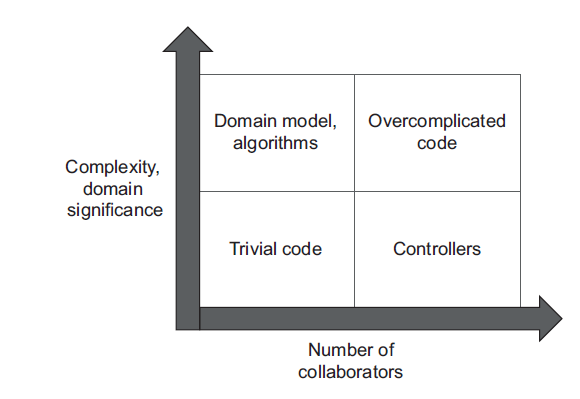 Domain model,
algorithms
Overcomplicated
code
Complexity,
domain
significance
Trivial code
Controllers
Number of
collaborators